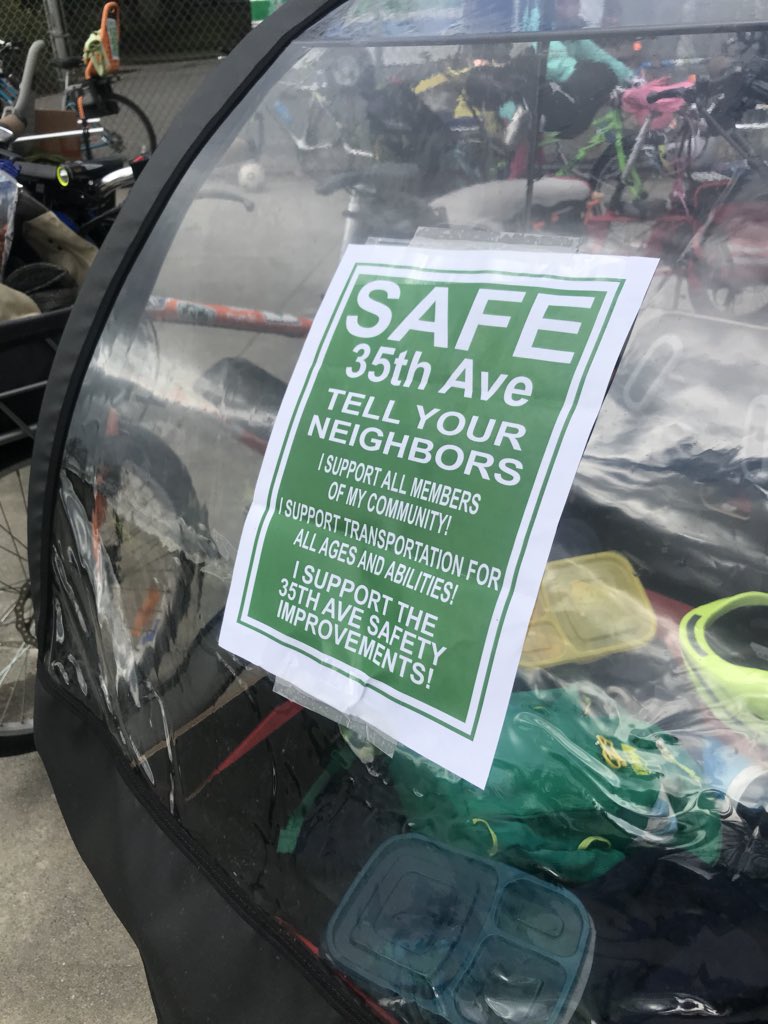 SAFE
35th Ave
TELL YOUR
NEIGHBORS
I SUPPORT ALL MEMBERS
OF MY COMMUNITY!
I SUPPORT TRANSPORTATION FOR
ALL AGES AND ABILITIES!
I SUPPORT THE
35TH AVE SAFETY
IMPROVEMENTS!